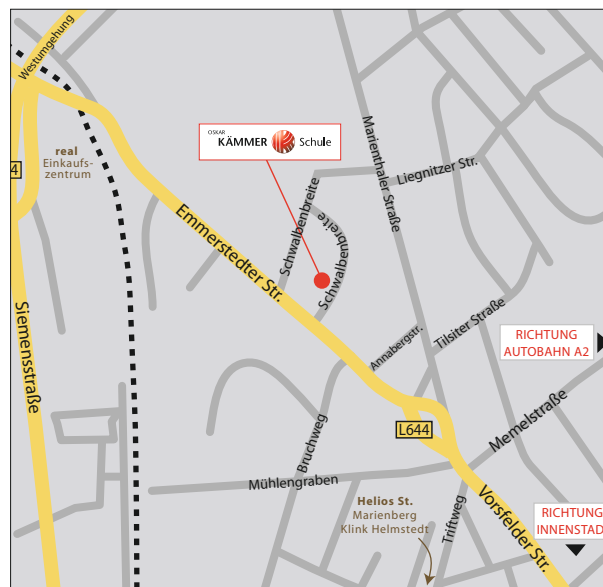 Westumgehung
OSKAR
KÄMMER Schule
real
Einkaufs-
zentrum
4
Marienthaler Straße
Liegnitzer Str.
Schwalbenbreite
Schwalbenbreite
Emmerstedter Str.
Siemensstraße
Annabergstr.
Tilsiter Straße
RICHTUNG
AUTOBAHN A2
L644
Memelstraße
Bruchweg
Mühlengraben
Helios St.
Marienberg
Klink Helmstedt
Triftweg
Vorsfelder Str.
RICHTUNG
INNENSTAD